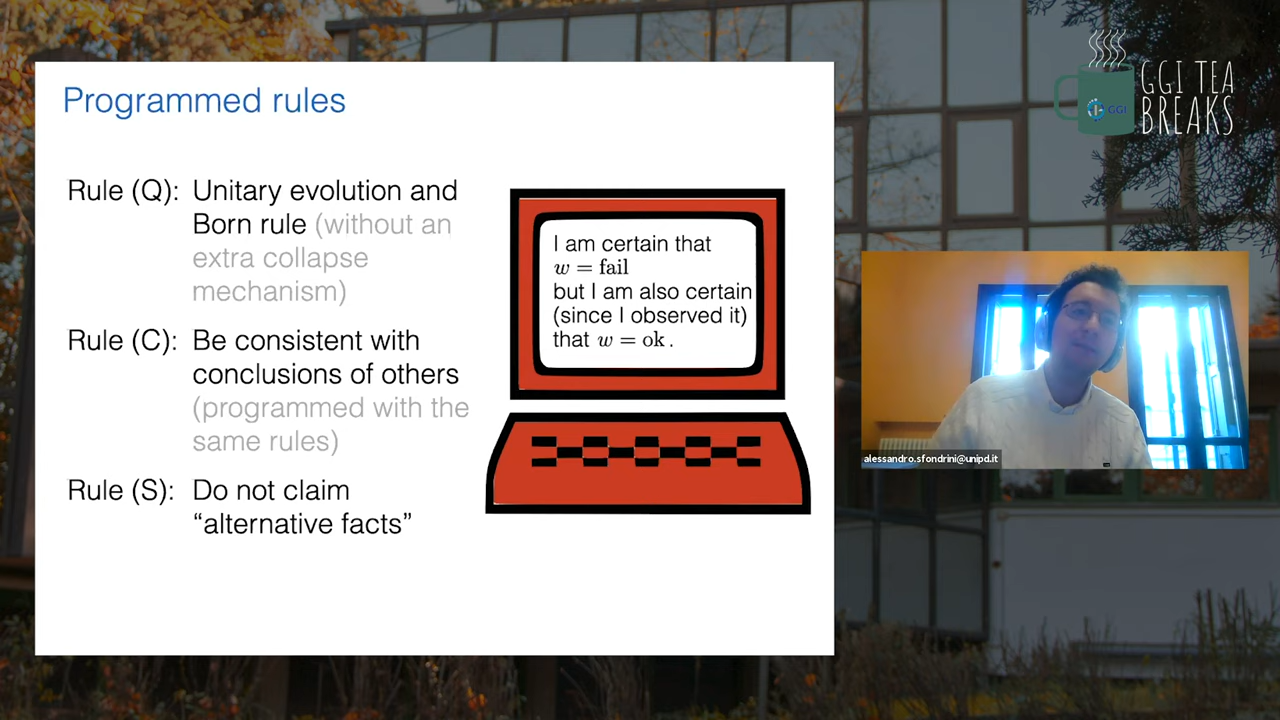 Programmed rules
Rule (Q): Unitary evolution and
Born rule (without an
extra collapse
mechanism)
Rule (C): Be consistent with
conclusions of others
(programmed with the
same rules)
Rule (S): Do not claim
“alternative facts”
I am certain that
w = fail
but I am also certain
(since I observed it)
that w = ok.
GGI TEA
BREAKS
GGI
alessandro.sfondrini@unipd.it